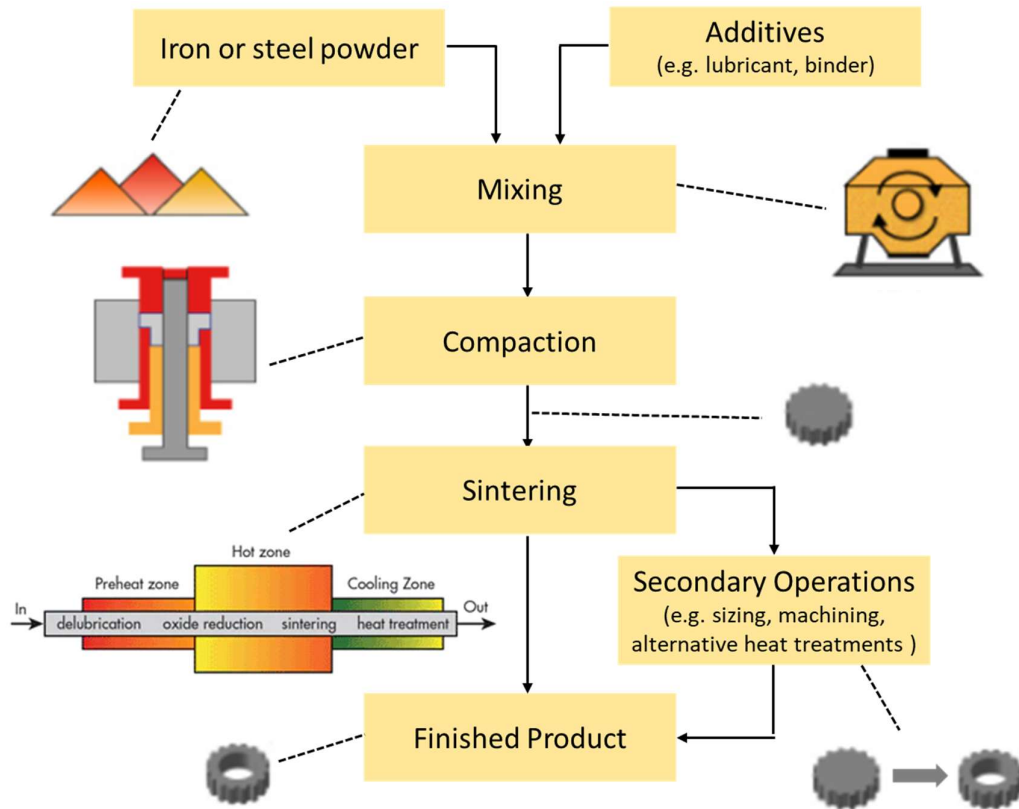 Iron or steel powder
Additives
(e.g. lubricant, binder)
Mixing
Compaction
Sintering
Hot zone
Preheat zone
Cooling Zone
In
Out
delubrication
oxide reduction
sintering
heat treatment
Secondary Operations
(e.g. sizing, machining,
alternative heat treatments )
Finished Product